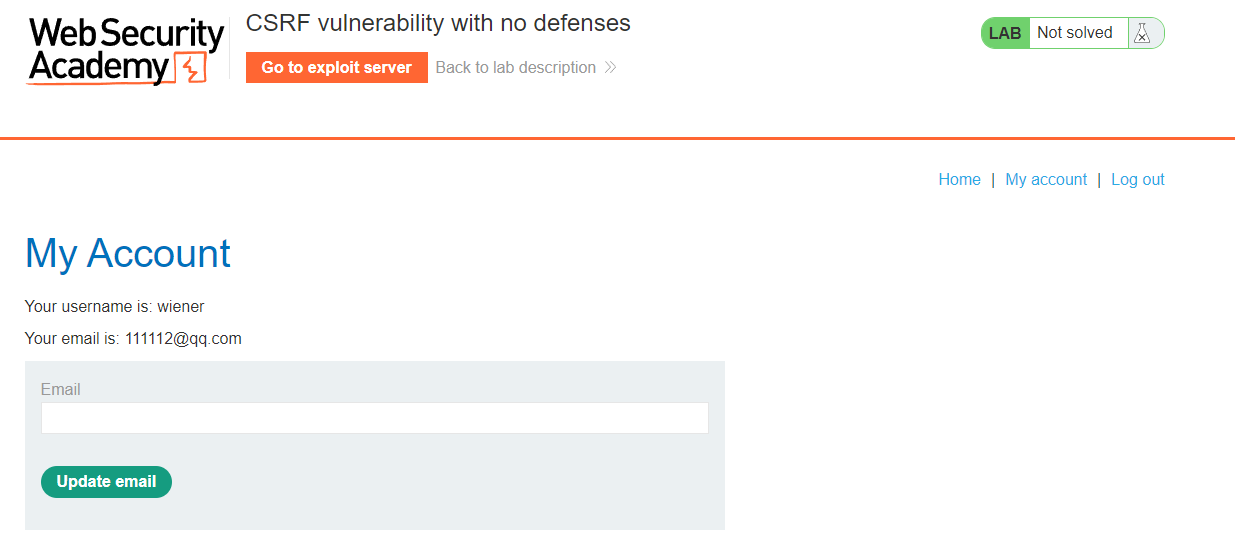 Web Security
Academy
CSRF vulnerability with no defenses
Go to exploit server
Back to lab description
LAB Not solved
Home | My account | Log out
My Account
Your username is: wiener
Your email is: 111112@qq.com
Email
Update email